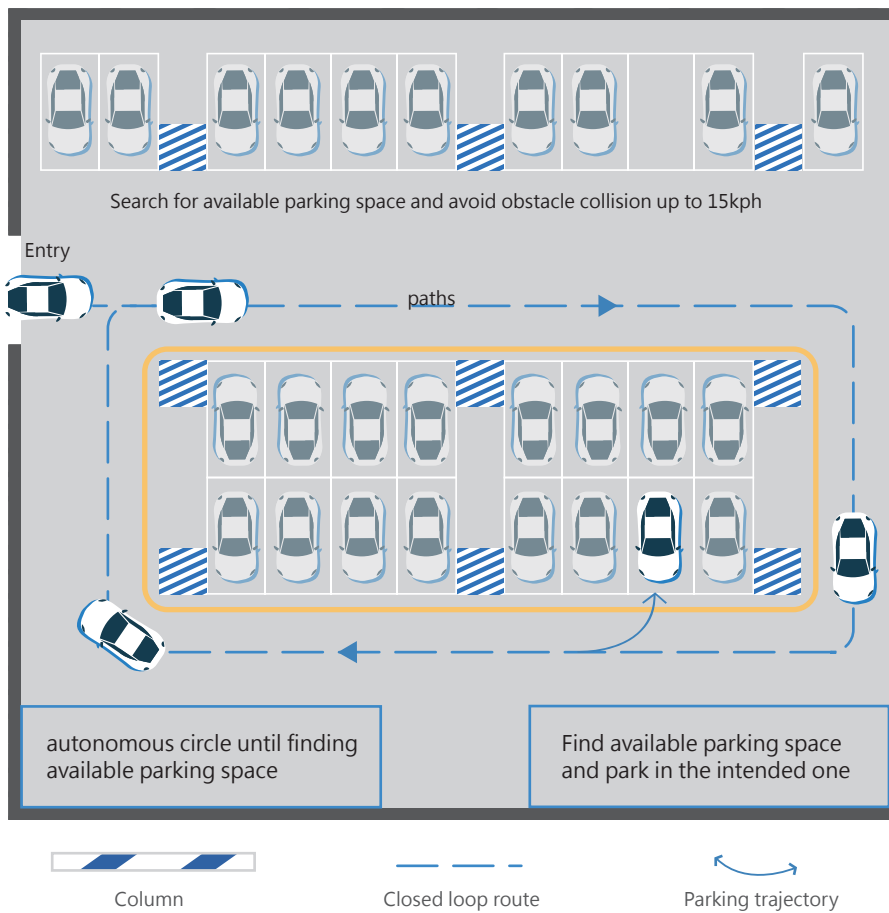 Search for available parking space and avoid obstacle collision up to 15kph
Entry
paths
autonomous circle until finding
available parking space
Find available parking space
and park in the intended one
Column
Closed loop route
Parking trajectory